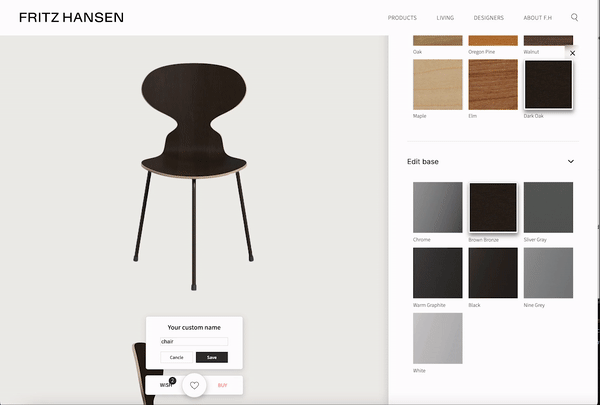 FRITZ HANSEN
PRODUCTS LIVING DESIGNERS ABOUT F.H
Oak Oregon Pine Walnut
Maple Elm Dark Oak
Edit base
Chrome Brown Bronze Silver Gray
Warm Graphite Black Nine Grey
White
Your custom name
chair
Cancle Save
WISH 2 BUY